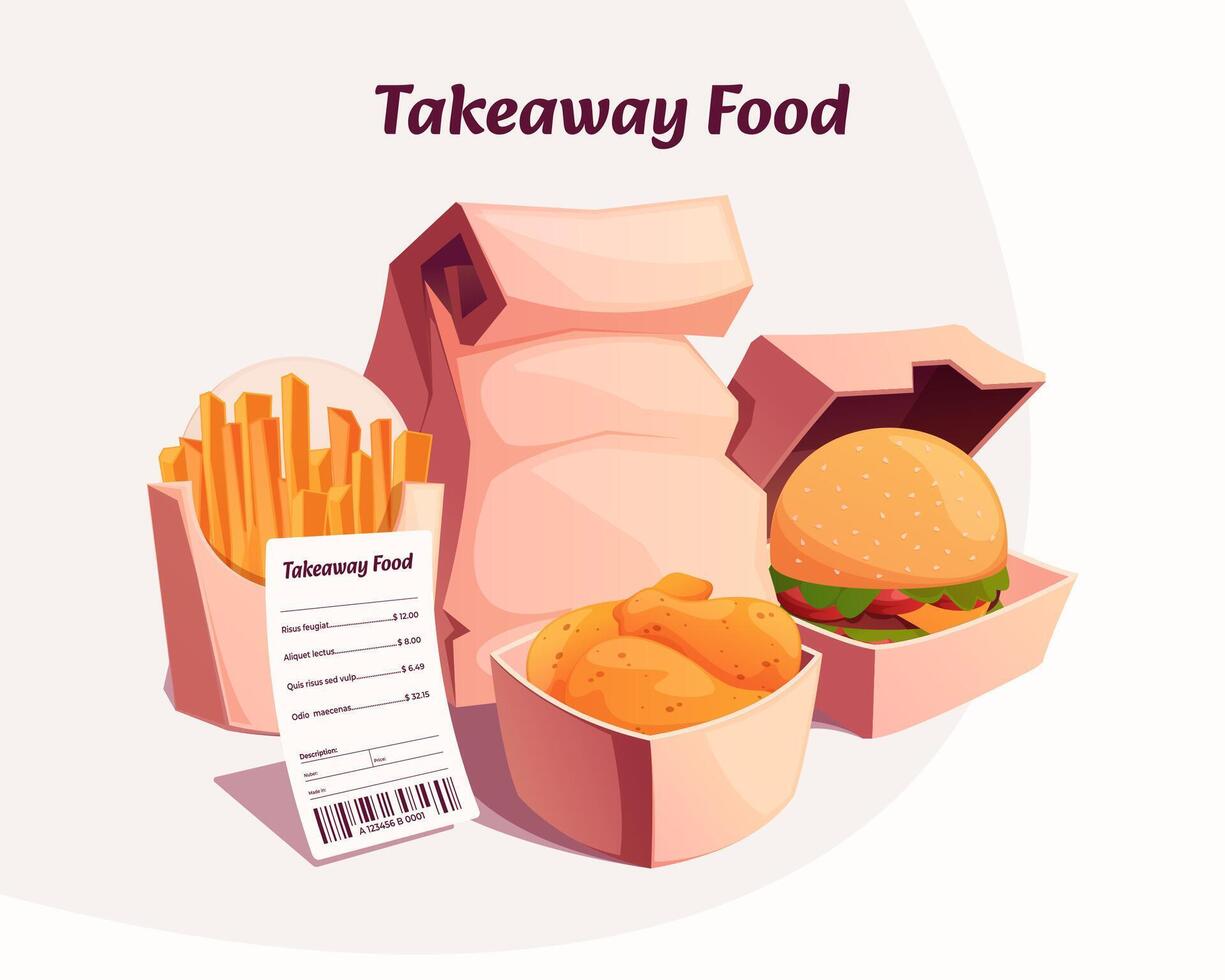 Takeaway Food
Takeaway Food
Risus feugiat..............................$ 12.00
Aliquet lectus.............................$ 8.00
Quis risus sed vulp.....................$ 6.49
Odio maecenas.........................$ 32.15
Description:
Nuber: Price:
Made in:
A 123456 B 0001